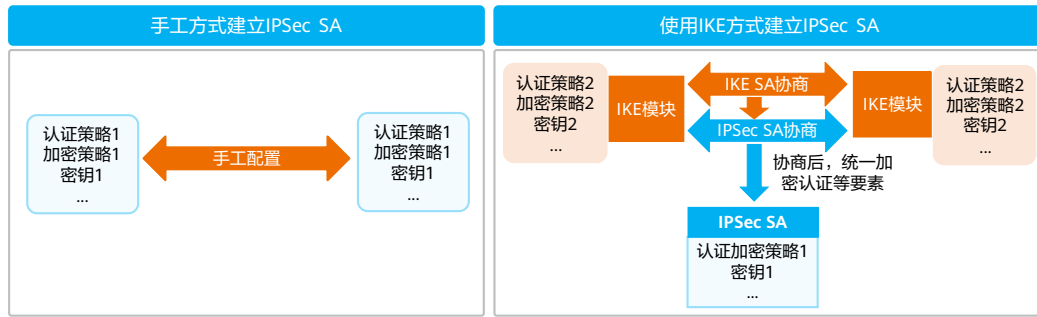 手工方式建立IPSec SA
认证策略1
加密策略1
密钥1
...
手工配置
认证策略1
加密策略1
密钥1
...
使用IKE方式建立IPSec SA
认证策略2
加密策略2
密钥2
...
IKE模块
IKE SA协商
IPSec SA协商
IKE模块
认证策略2
加密策略2
密钥2
...
协商后，统一加
密认证等要素
IPSec SA
认证加密策略1
密钥1
...